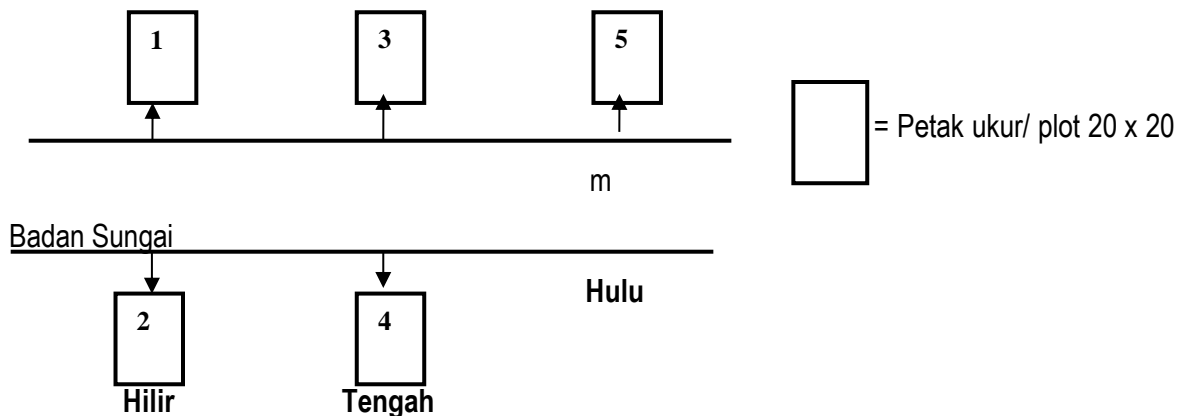 1 3 5
= Petak ukur/ plot 20 x 20
m
Badan Sungai
Hulu
2 4
Hilir Tengah